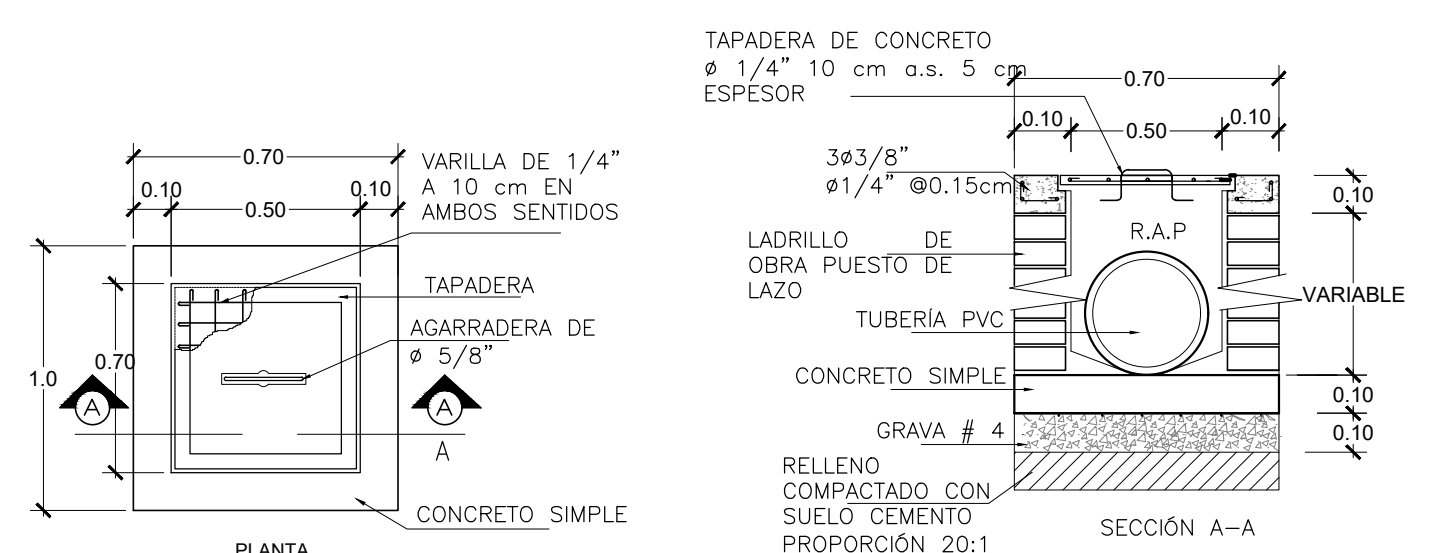 0.70
0.10
0.50
0.10
VARILLA DE 1/4"
A 10 cm EN
AMBOS SENTIDOS
TAPADERA
AGARRADERA DE
ø 5/8"
1.0
0.70
A
A
A
CONCRETO SIMPLE
PLANTA
TAPADERA DE CONCRETO
ø 1/4" 10 cm a.s. 5 cm
ESPESOR
0.70
0.10
0.50
0.10
3ø3/8"
ø1/4" @0.15cm
LADRILLO DE
OBRA PUESTO DE
LAZO
R.A.P
TUBERÍA PVC
CONCRETO SIMPLE
GRAVA # 4
RELLENO
COMPACTADO CON
SUELO CEMENTO
PROPORCIÓN 20:1
0.10
VARIABLE
0.10
0.10
SECCIÓN A-A